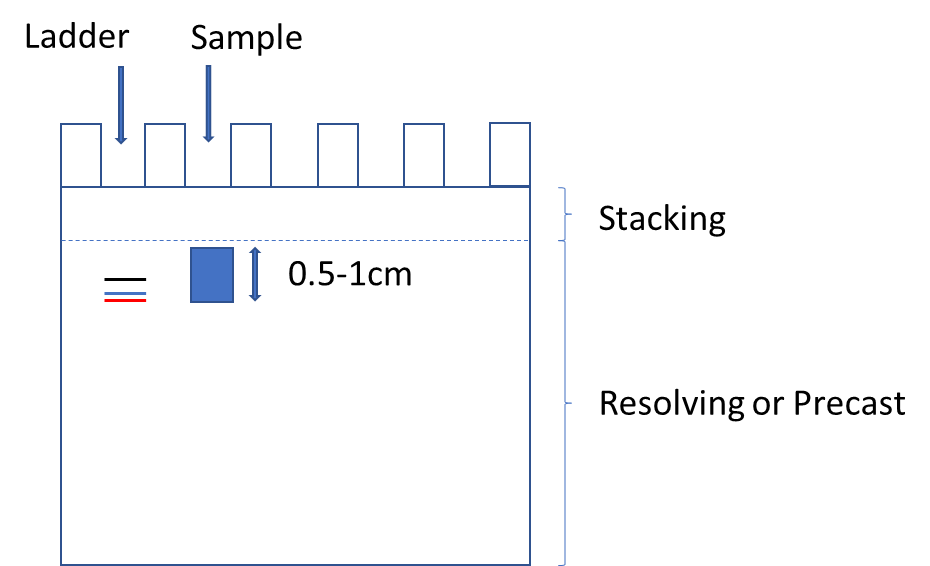 Ladder
Sample
Stacking
0.5-1cm
Resolving or Precast